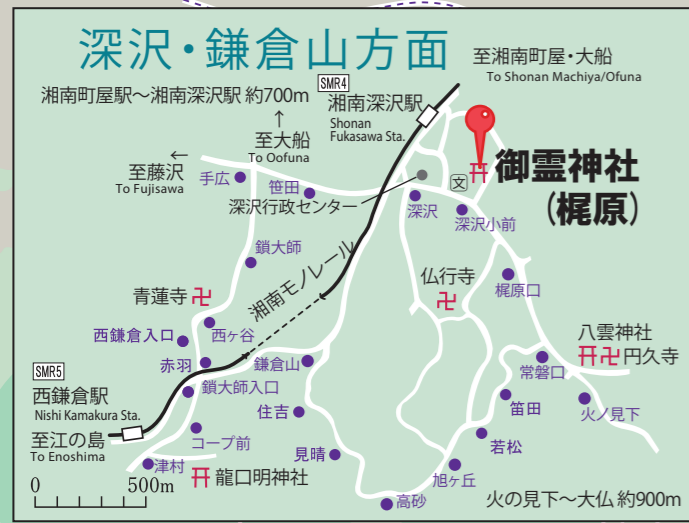 深沢・鎌倉山方面
至湘南町屋・大船
To Shonan Machiya/Ofuna
湘南町屋駅～湘南深沢駅 約700m
SMR4
湘南深沢駅
Shonan
Fukasawa Sta.
↑
至大船
To Oofuna
←
至藤沢
To Fujisawa
手広
笹田
深沢行政センター
文
御霊神社
(梶原)
深沢
深沢小前
鎖大師
湘南モノレール
仏行寺
卍
梶原口
青蓮寺 卍
西鎌倉入口
西ヶ谷
八雲神社
卍 円久寺
赤羽
鎌倉山
常磐口
SMR5
西鎌倉駅
Nishi Kamakura Sta.
鎖大師入口
住吉
笛田
火ノ見下
至江の島
To Enoshima
コープ前
見晴
若松
津村
龍口明神社
旭ヶ丘
0 500m
高砂
火の見下～大仏 約900m